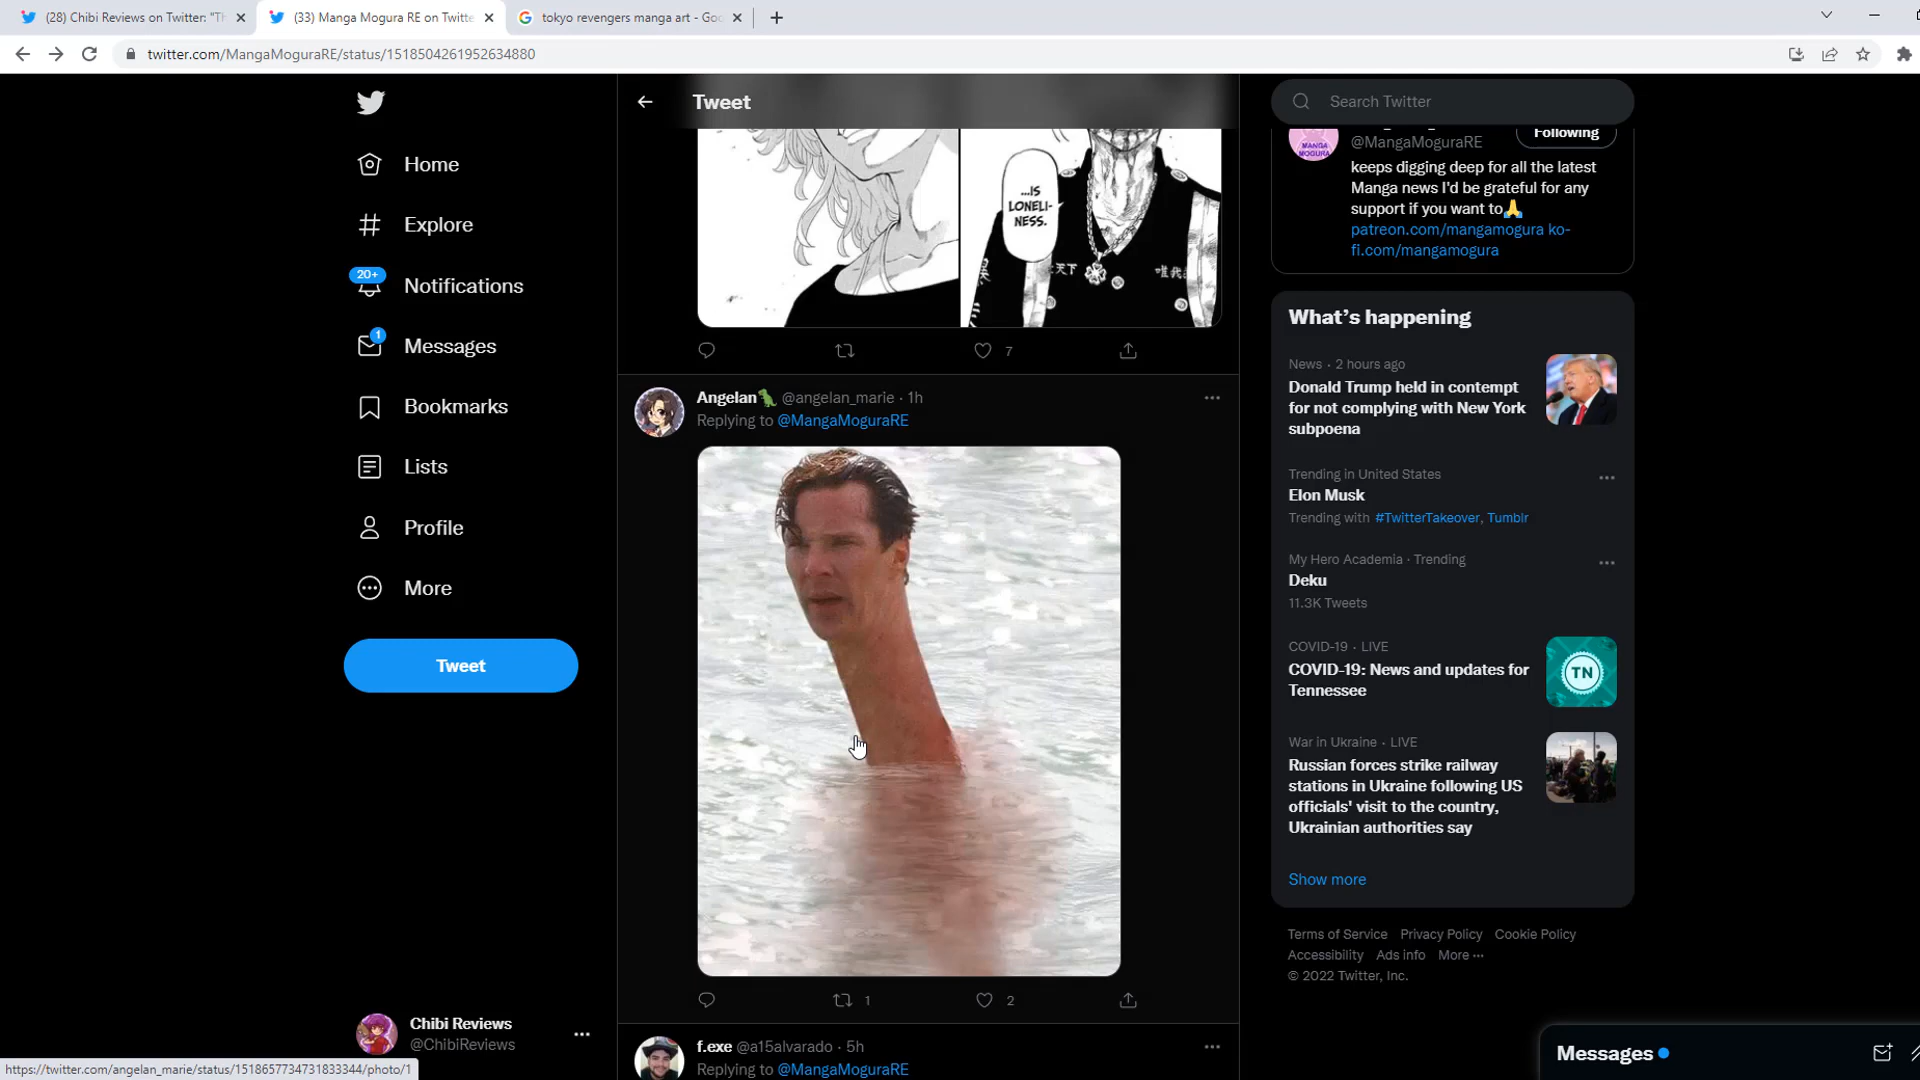 (28) Chibi Reviews on Twitter: "Th
(33) Manga Mogura RE on Twitte
tokyo revengers manga art - Goo
twitter.com/MangaMoguraRE/status/1518504261952634880
Home
Explore
20+
Notifications
1
Messages
Bookmarks
Lists
Profile
More
Tweet
Chibi Reviews
@ChibiReviews
https://twitter.com/angelan_marie/status/1518657734731833344/photo/1
Tweet
...IS
LONELI-
NESS.
天下
唯我
7
Angelan🦖 @angelan_marie · 1h
Replying to @MangaMoguraRE
1
2
f.exe @a15alvarado · 5h
Replying to @MangaMoguraRE
Search Twitter
MANGA
MOGURA
@MangaMoguraRE
Following
keeps digging deep for all the latest
Manga news I'd be grateful for any
support if you want to🙏
patreon.com/mangamogura ko-
fi.com/mangamogura
What's happening
News · 2 hours ago
Donald Trump held in contempt
for not complying with New York
subpoena
Trending in United States
Elon Musk
Trending with #TwitterTakeover, Tumblr
My Hero Academia · Trending
Deku
11.3K Tweets
COVID-19 · LIVE
COVID-19: News and updates for
Tennessee
TN
War in Ukraine · LIVE
Russian forces strike railway
stations in Ukraine following US
officials' visit to the country,
Ukrainian authorities say
Show more
Terms of Service Privacy Policy Cookie Policy
Accessibility Ads info More ···
© 2022 Twitter, Inc.
Messages